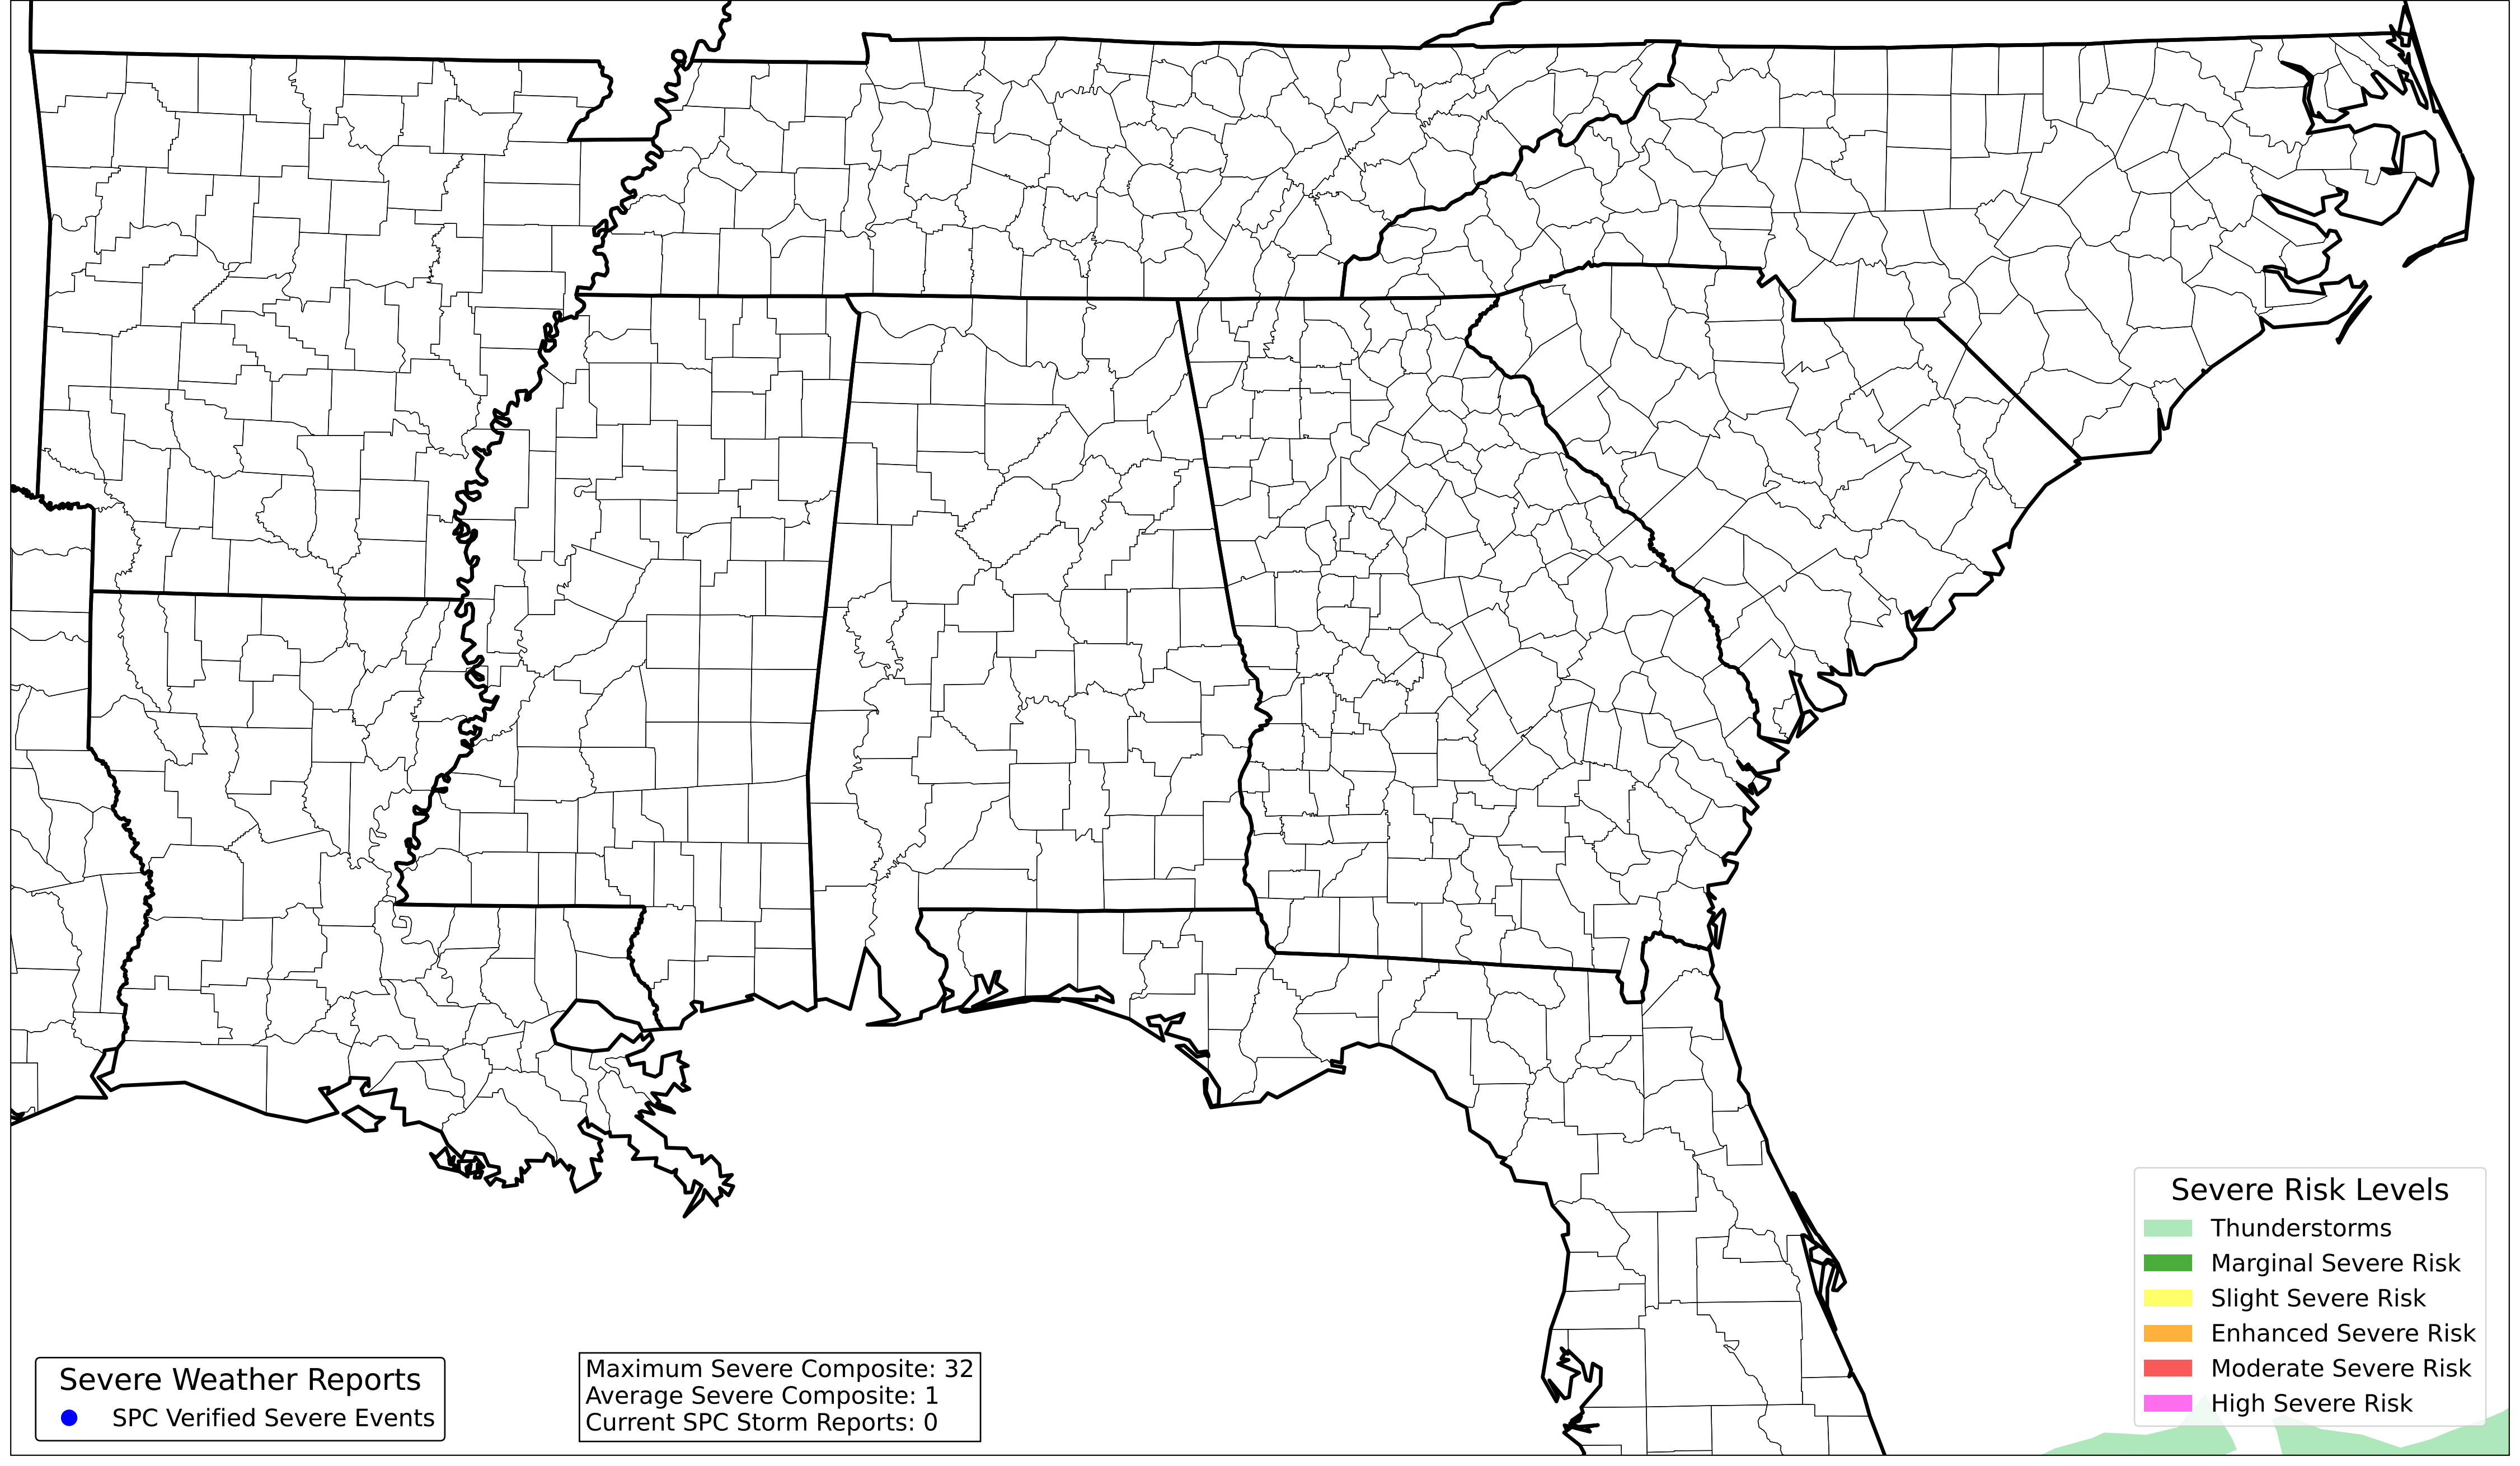 Severe Risk Levels
Thunderstorms
Marginal Severe Risk
Slight Severe Risk
Enhanced Severe Risk
Moderate Severe Risk
High Severe Risk
Severe Weather Reports
SPC Verified Severe Events
Maximum Severe Composite: 32
Average Severe Composite: 1
Current SPC Storm Reports: 0